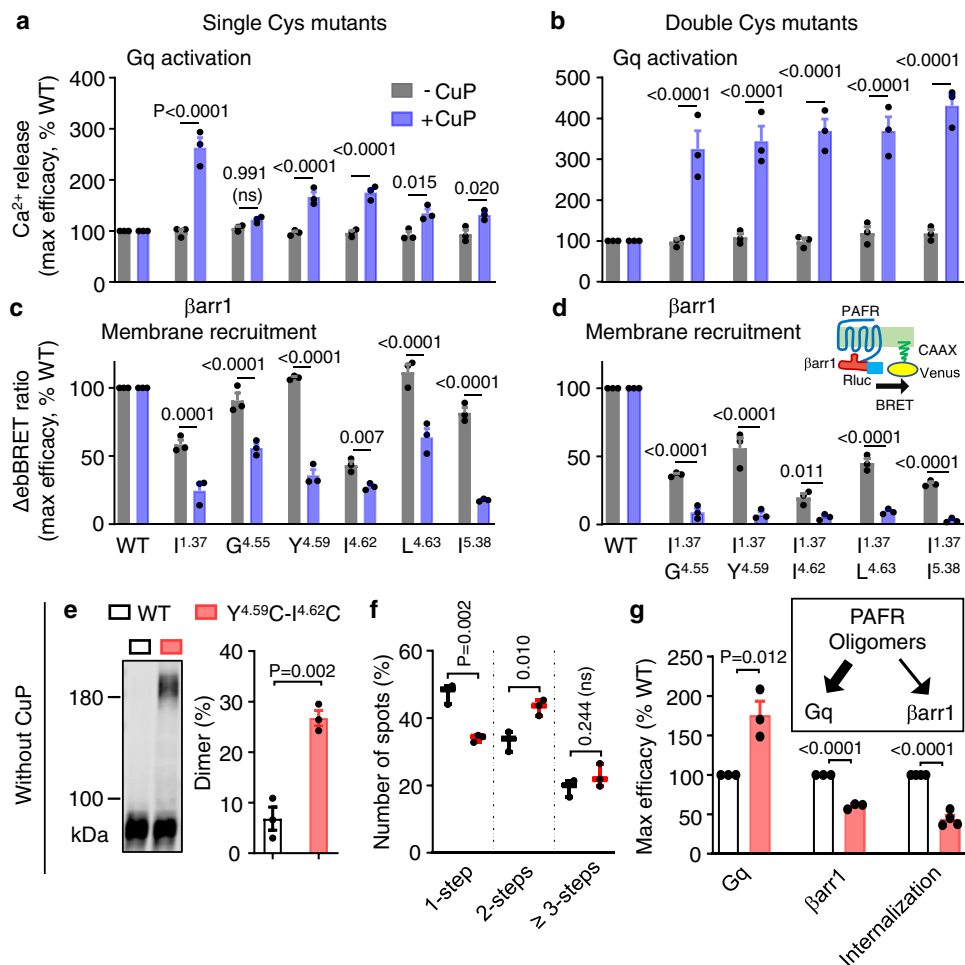 a Single Cys mutants
Gq activation
Ca2+ release
(max efficacy, % WT)
400
300
200
100
0
- CuP
+CuP
P<0.0001
0.991
(ns)
<0.0001
<0.0001
0.015
0.020
b Double Cys mutants
Gq activation
500
400
300
200
100
0
<0.0001
<0.0001
<0.0001
<0.0001
<0.0001
c βarr1
Membrane recruitment
ΔebBRET ratio
(max efficacy, % WT)
100
50
0
0.0001
<0.0001
<0.0001
0.007
<0.0001
<0.0001
WT I1.37 G4.55 Y4.59 I4.62 L4.63 I5.38
d βarr1
Membrane recruitment
100
50
0
<0.0001
<0.0001
0.011
<0.0001
<0.0001
PAFR
βarr1
Rluc
CAAX
Venus
BRET
WT I1.37 I1.37 I1.37 I1.37 I1.37
G4.55 Y4.59 I4.62 L4.63 I5.38
e WT Y4.59C-I4.62C
Without CuP
180
100
kDa
Dimer (%)
40
30
20
10
0
P=0.002
f
Number of spots (%)
60
40
20
0
P=0.002
0.010
0.244 (ns)
1-step
2-steps
≥ 3-steps
g
Max efficacy (% WT)
250
200
150
100
50
0
P=0.012
<0.0001
<0.0001
PAFR
Oligomers
Gq βarr1
Gq
βarr1
Internalization